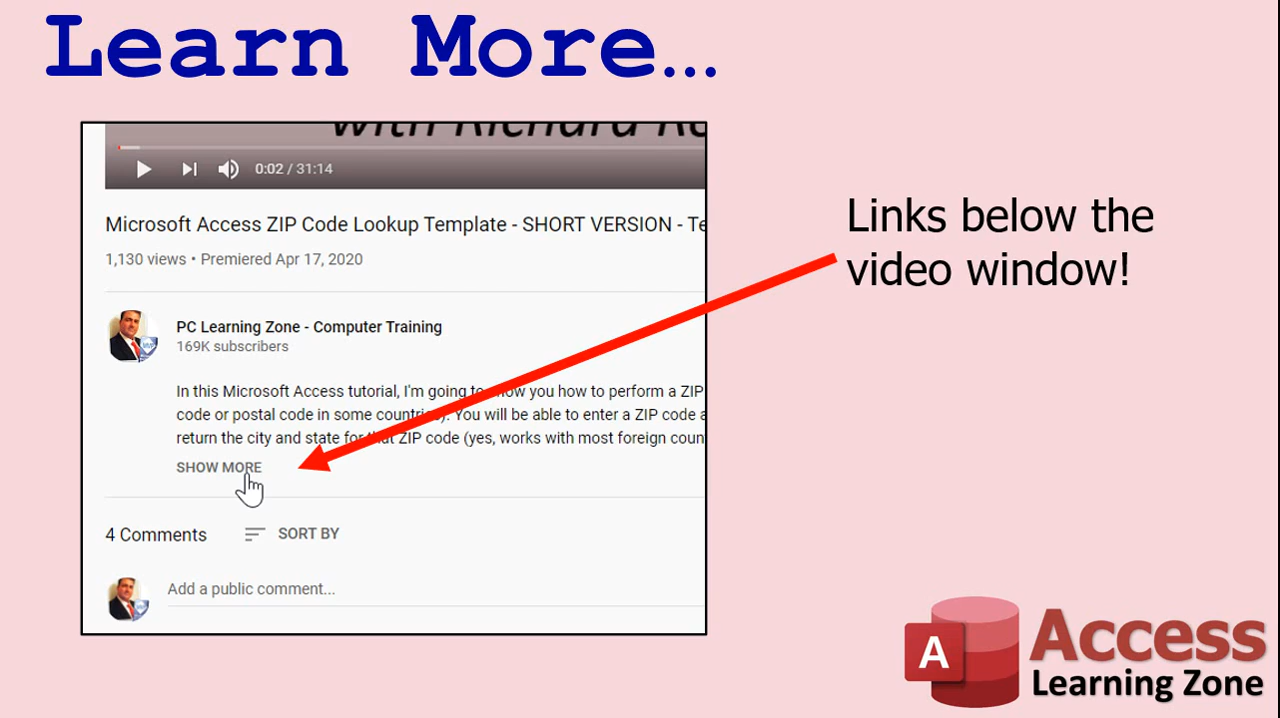 Learn More...
with Richard
0:02 / 31:14
Microsoft Access ZIP Code Lookup Template - SHORT VERSION - Te
1,130 views • Premiered Apr 17, 2020
PC Learning Zone - Computer Training
169K subscribers
In this Microsoft Access tutorial, I'm going to show you how to perform a ZIP
code or postal code in some countries). You will be able to enter a ZIP code a
return the city and state for that ZIP code (yes, works with most foreign coun
SHOW MORE
4 Comments
SORT BY
Add a public comment...
Links below the
video window!
A
Access
Learning Zone